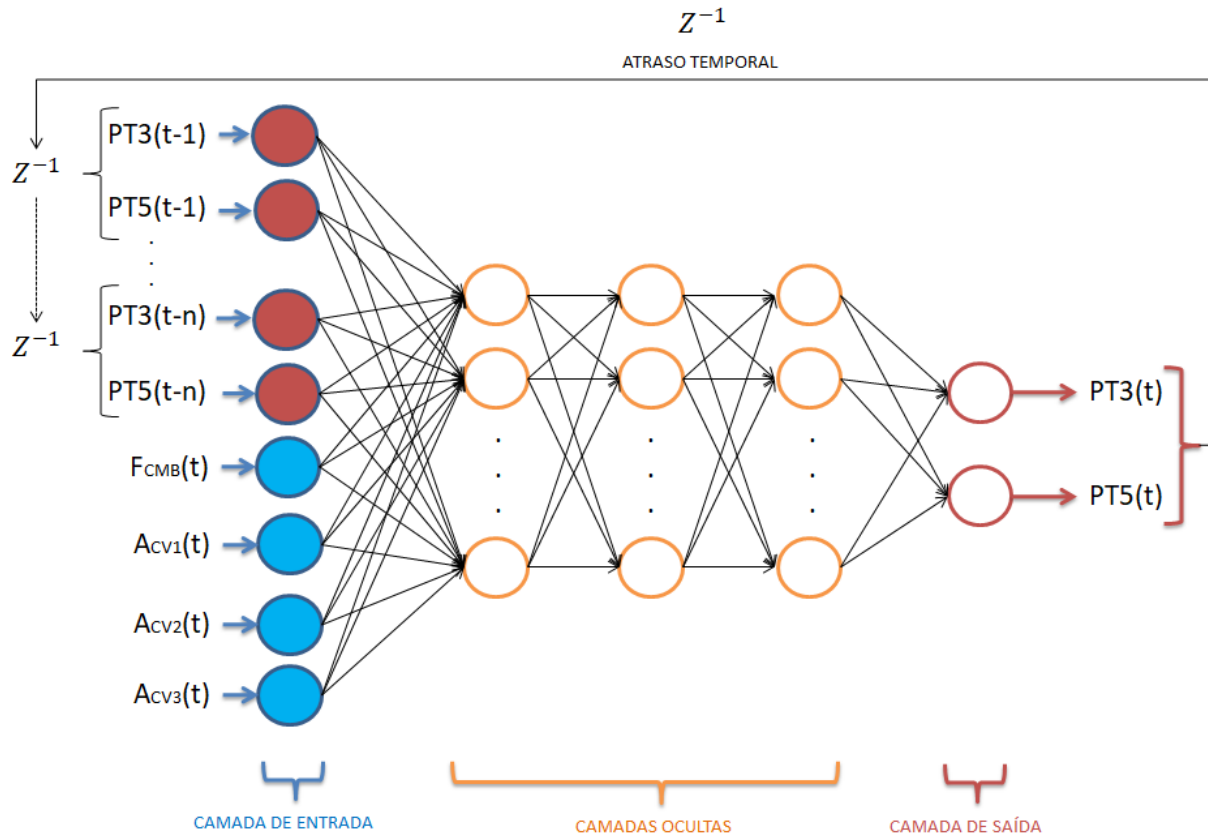 Z⁻¹
ATRASO TEMPORAL
PT3(t-1)
Z⁻¹
PT5(t-1)
.
.
.
PT3(t-n)
Z⁻¹
PT5(t-n)
PT3(t)
FCMB(t)
PT5(t)
ACV1(t)
ACV2(t)
ACV3(t)
CAMADA DE ENTRADA
CAMADAS OCULTAS
CAMADA DE SAÍDA